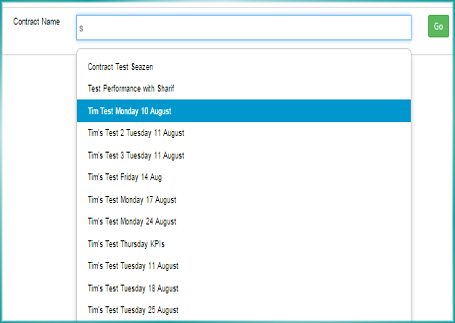 Contract Name
s
Go
Contract Test Seazen
Test Performance with Sharif
Tim Test Monday 10 August
Tim's Test 2 Tuesday 11 August
Tim's Test 3 Tuesday 11 August
Tim's Test Friday 14 Aug
Tim's Test Monday 17 August
Tim's Test Monday 24 August
Tim's Test Thursday KPIs
Tim's Test Tuesday 11 August
Tim's Test Tuesday 18 August
Tim's Test Tuesday 25 August